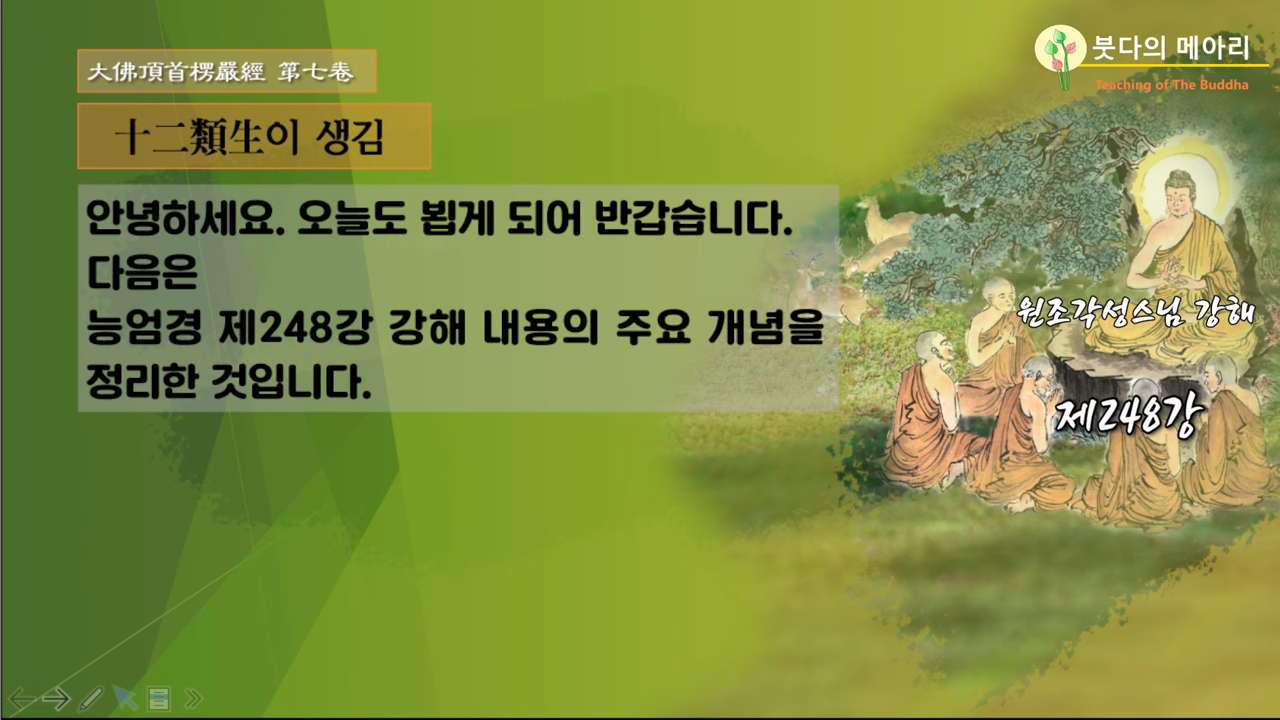 大佛頂首楞嚴經 第七卷
十二類生이 생김
안녕하세요. 오늘도 뵙게 되어 반갑습니다.
다음은
능엄경 제248강 강해 내용의 주요 개념을
정리한 것입니다.
붓다의 메아리
Teaching of The Buddha
원조각성스님 강해
제248강